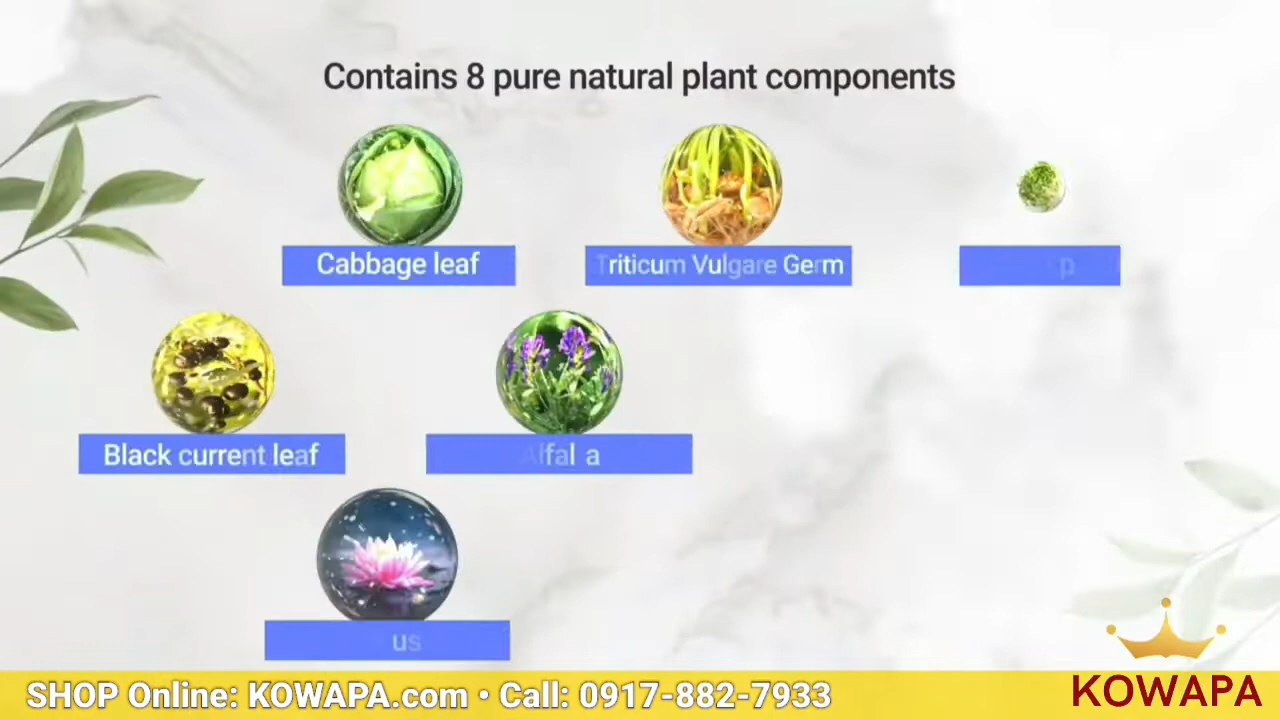 Contains 8 pure natural plant components
Cabbage leaf
Triticum Vulgare Germ
Black current leaf
SHOP Online: KOWAPA.com • Call: 0917-882-7933
KOWAPA